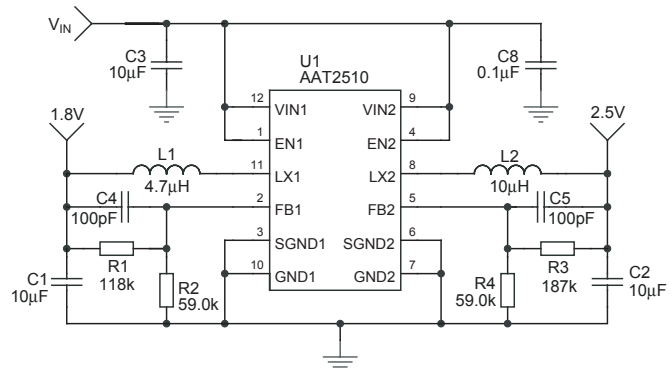 VIN
C3
10µF
U1
AAT2510
C8
0.1µF
1.8V
2.5V
12 VIN1 VIN2 9
1 EN1 EN2 4
L1
4.7µH
11 LX1 LX2 8
L2
10µH
C4
100pF
2 FB1 FB2 5
C5
100pF
3 SGND1 SGND2 6
R1
118k
R3
187k
C1
10µF
10 GND1 GND2 7
R2
59.0k
R4
59.0k
C2
10µF